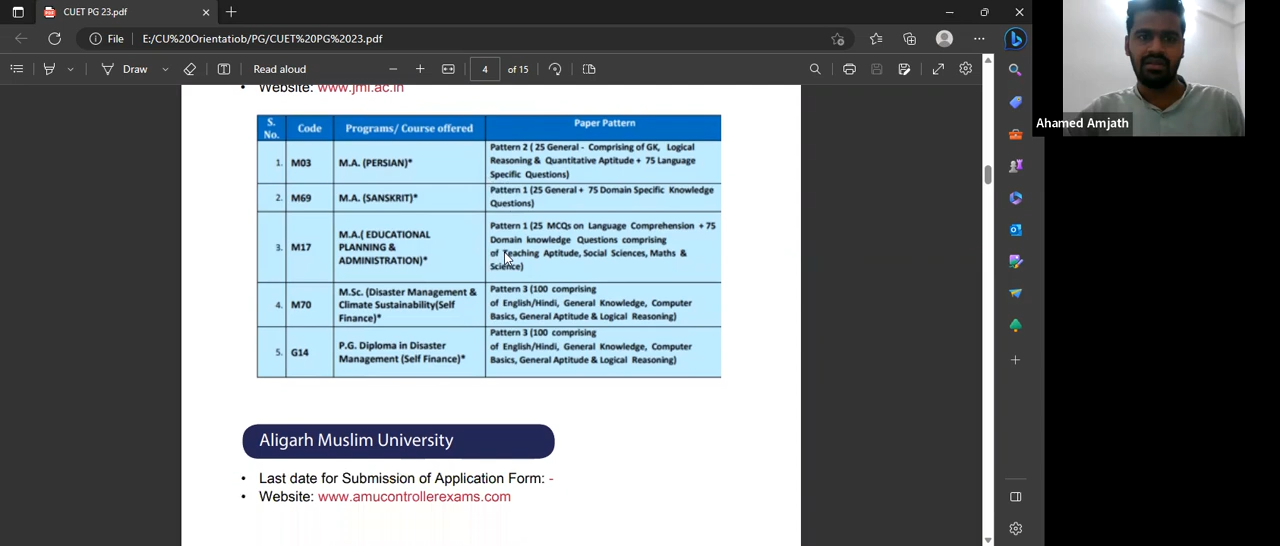 CUET PG 23.pdf
File
E:/CU%20Orientatiob/PG/CUET%20PG%2023.pdf
Draw
Read aloud
4
of 15
Ahamed Amjath
• Website: www.jmi.ac.in
S. No.
Code
Programs/ Course offered
Paper Pattern
1.
M03
M.A. (PERSIAN)*
Pattern 2 ( 25 General - Comprising of GK, Logical
Reasoning & Quantitative Aptitude + 75 Language
Specific Questions)
2.
M69
M.A. (SANSKRIT)*
Pattern 1 (25 General + 75 Domain Specific Knowledge
Questions)
3.
M17
M.A.( EDUCATIONAL
PLANNING &
ADMINISTRATION)*
Pattern 1 (25 MCQs on Language Comprehension + 75
Domain knowledge Questions comprising
of Teaching Aptitude, Social Sciences, Maths &
Science)
4.
M70
M.Sc. (Disaster Management &
Climate Sustainability(Self
Finance)*
Pattern 3 (100 comprising
of English/Hindi, General Knowledge, Computer
Basics, General Aptitude & Logical Reasoning)
5.
G14
P.G. Diploma in Disaster
Management (Self Finance)*
Pattern 3 (100 comprising
of English/Hindi, General Knowledge, Computer
Basics, General Aptitude & Logical Reasoning)
Aligarh Muslim University
• Last date for Submission of Application Form: -
• Website: www.amucontrollerexams.com